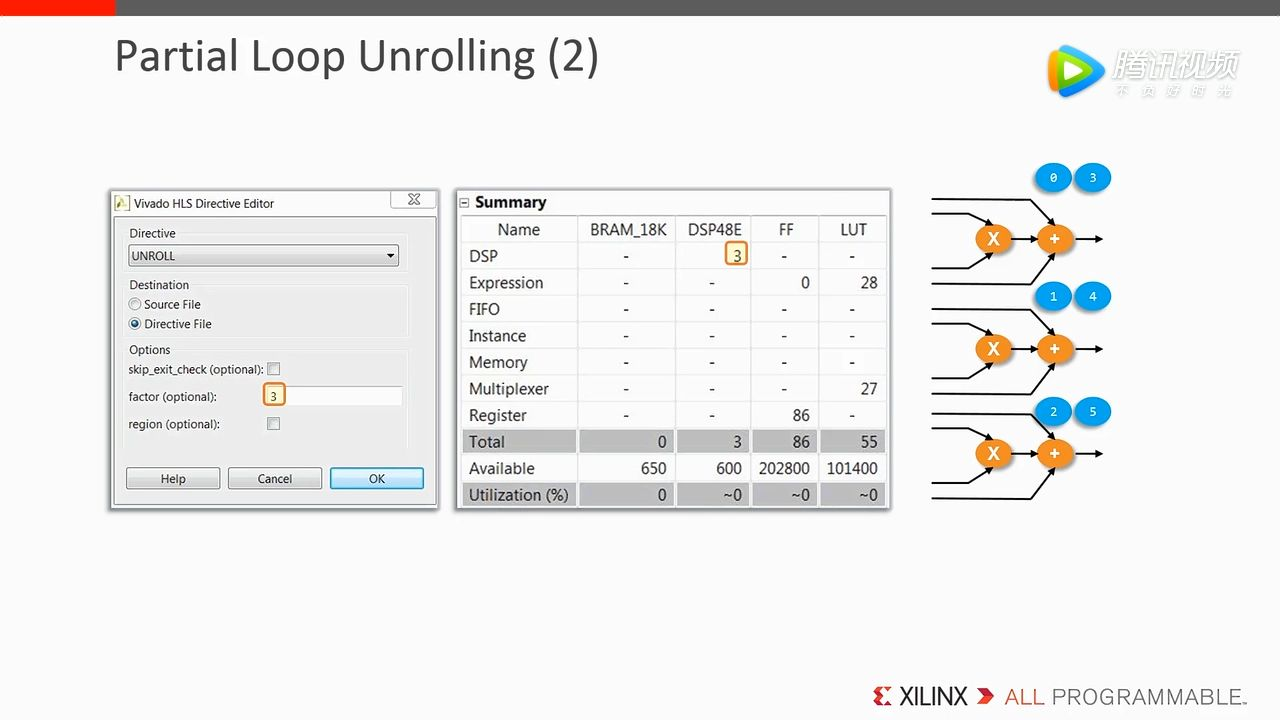 Partial Loop Unrolling (2)
腾讯视频
不负好时光
Vivado HLS Directive Editor
Directive
UNROLL
Destination
Source File
Directive File
Options
skip_exit_check (optional):
factor (optional): 3
region (optional):
Help Cancel OK
Summary
Name BRAM_18K DSP48E FF LUT
DSP - 3 - -
Expression - - 0 28
FIFO - - - -
Instance - - - -
Memory - - - -
Multiplexer - - - 27
Register - - 86 -
Total 0 3 86 55
Available 650 600 202800 101400
Utilization (%) 0 ~0 ~0 ~0
0 3
X +
1 4
X +
2 5
X +
XILINX ALL PROGRAMMABLE™